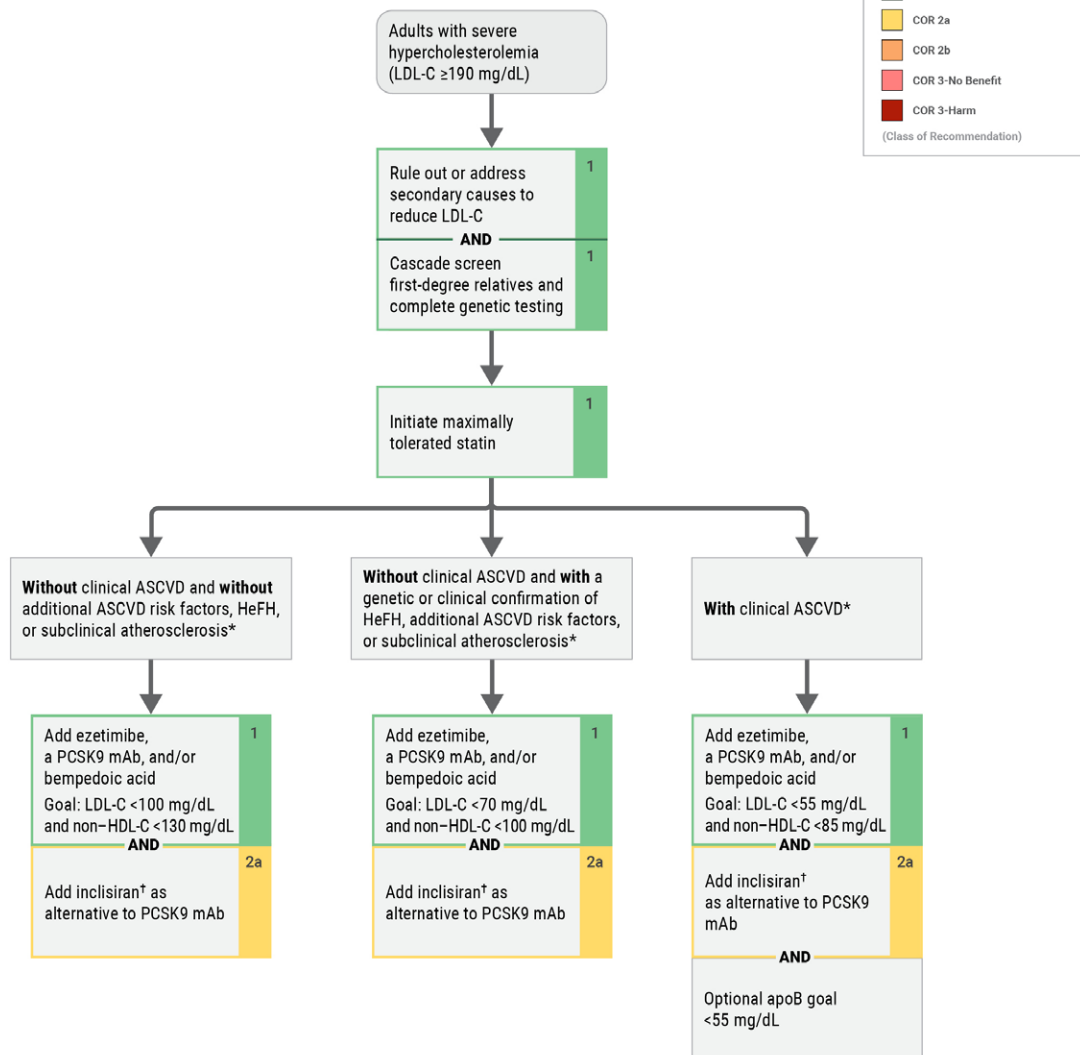 Adults with severe
hypercholesterolemia
(LDL-C ≥190 mg/dL)
COR 2a
COR 2b
COR 3-No Benefit
COR 3-Harm
(Class of Recommendation)
Rule out or address
secondary causes to
reduce LDL-C
1
AND
Cascade screen
first-degree relatives and
complete genetic testing
1
Initiate maximally
tolerated statin
1
Without clinical ASCVD and without
additional ASCVD risk factors, HeFH,
or subclinical atherosclerosis*
Without clinical ASCVD and with a
genetic or clinical confirmation of
HeFH, additional ASCVD risk factors,
or subclinical atherosclerosis*
With clinical ASCVD*
Add ezetimibe,
a PCSK9 mAb, and/or
bempedoic acid
Goal: LDL-C <100 mg/dL
and non–HDL-C <130 mg/dL
1
AND
Add inclisiran† as
alternative to PCSK9 mAb
2a
Add ezetimibe,
a PCSK9 mAb, and/or
bempedoic acid
Goal: LDL-C <70 mg/dL
and non–HDL-C <100 mg/dL
1
AND
Add inclisiran† as
alternative to PCSK9 mAb
2a
Add ezetimibe,
a PCSK9 mAb, and/or
bempedoic acid
Goal: LDL-C <55 mg/dL
and non–HDL-C <85 mg/dL
1
AND
Add inclisiran†
as alternative to PCSK9
mAb
2a
AND
Optional apoB goal
<55 mg/dL